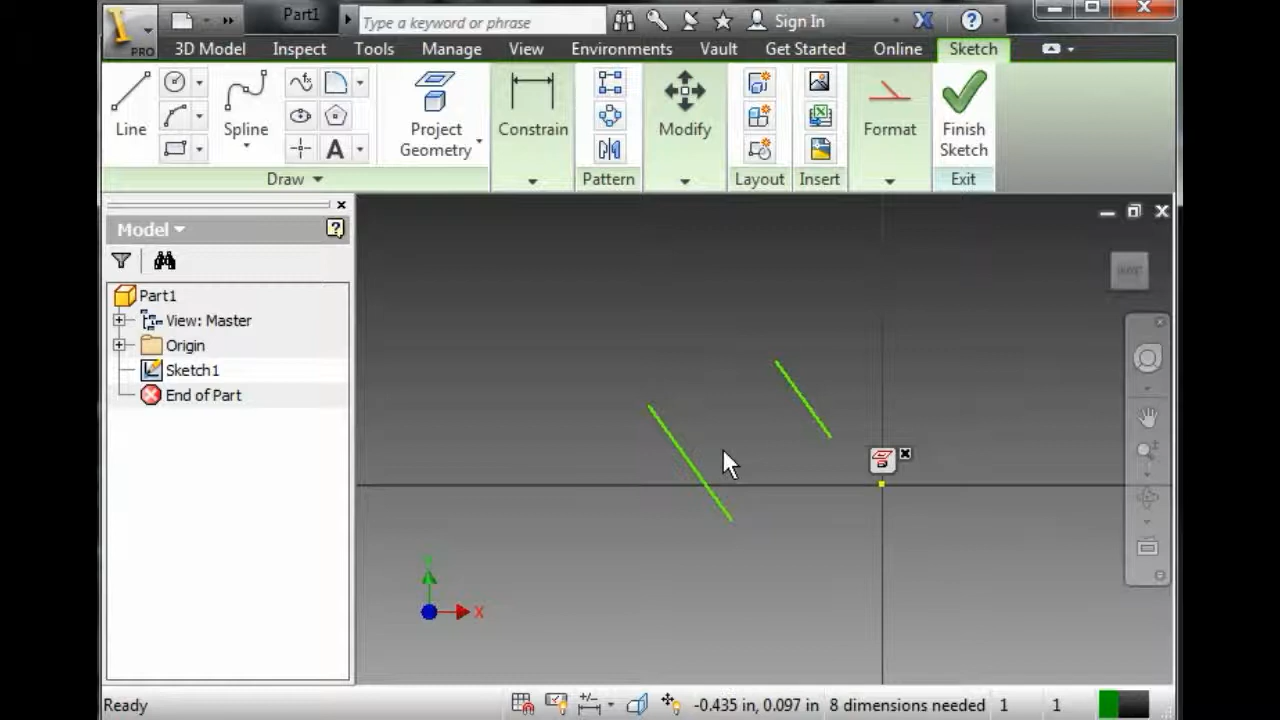 PRO
Part1
Type a keyword or phrase
Sign In
3D Model
Inspect
Tools
Manage
View
Environments
Vault
Get Started
Online
Sketch
Line
Spline
Project
Geometry
Constrain
Modify
Format
Finish
Sketch
Draw
Pattern
Layout
Insert
Exit
Model
Part1
View: Master
Origin
Sketch1
End of Part
X
Ready
-0.435 in, 0.097 in
8 dimensions needed
1
1